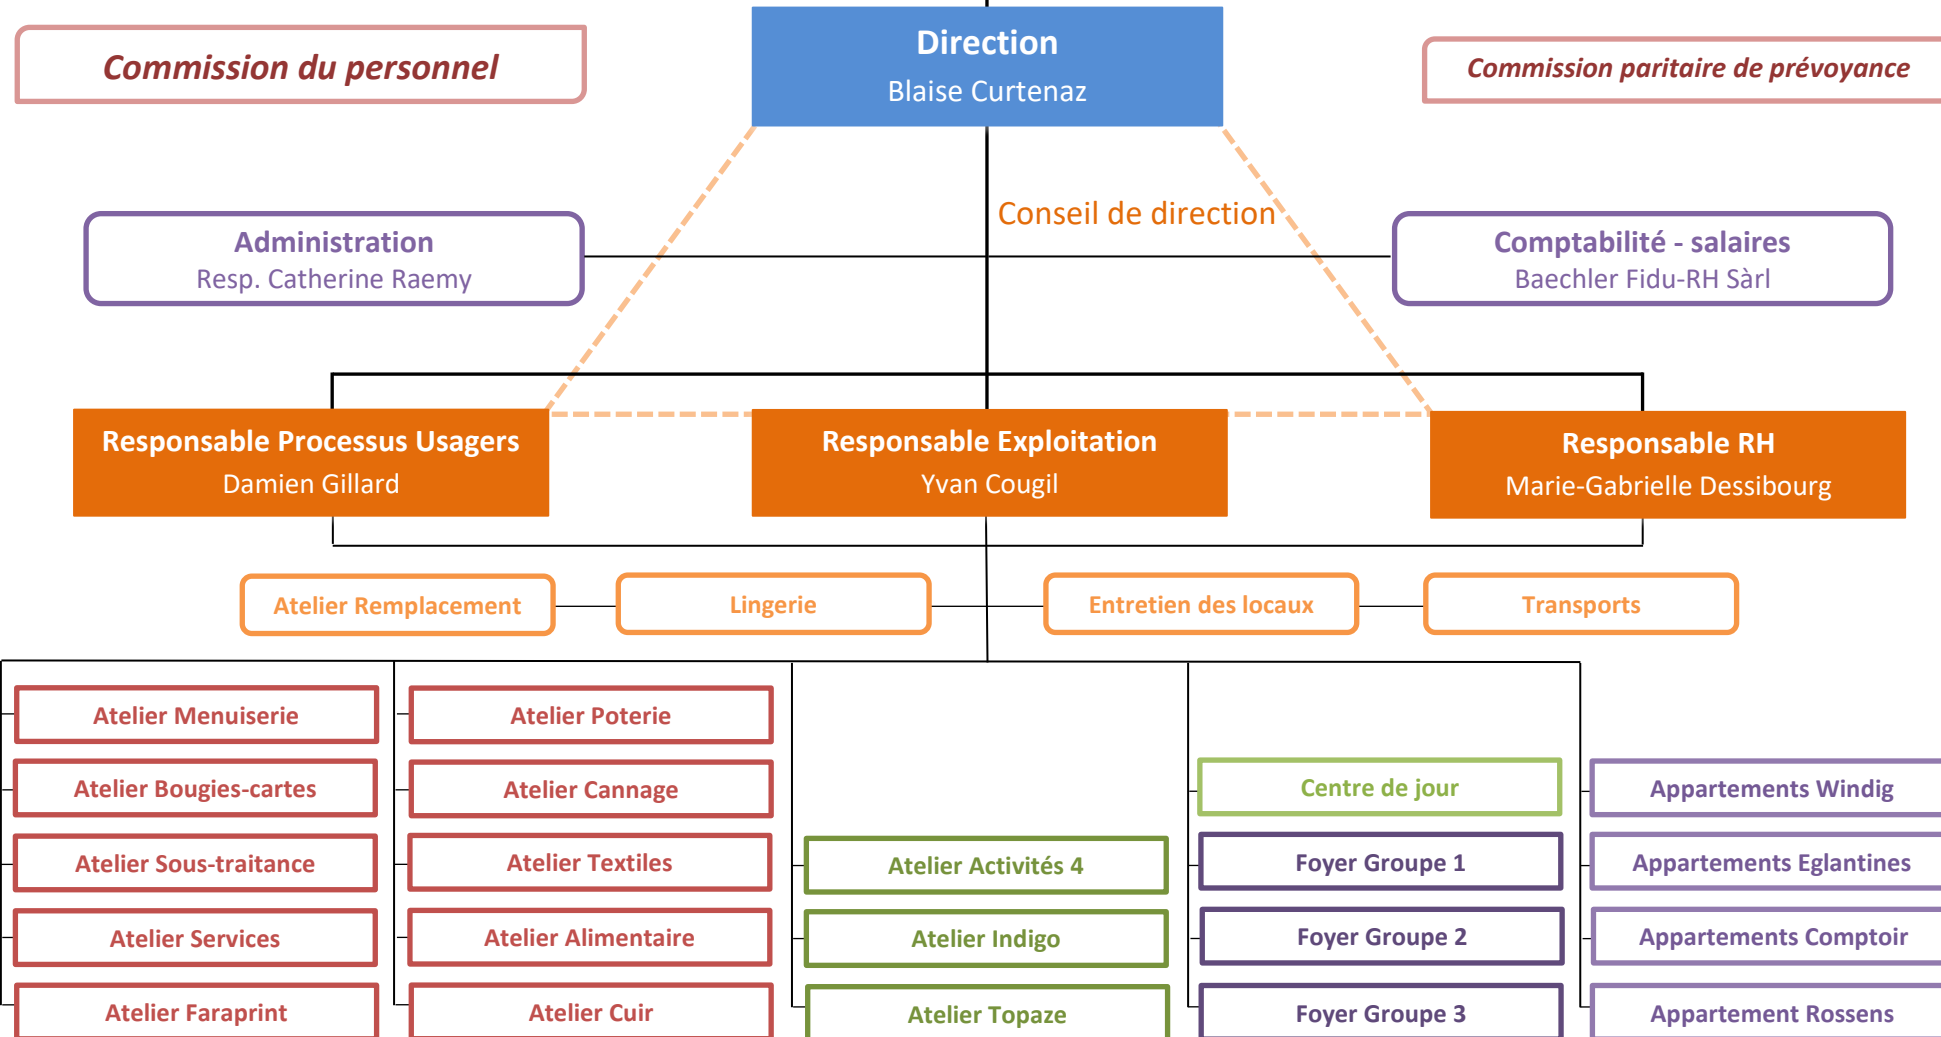 Commission du personnel
Direction
Blaise Curtenaz
Commission paritaire de prévoyance
Conseil de direction
Administration
Resp. Catherine Raemy
Comptabilité - salaires
Baechler Fidu-RH Sàrl
Responsable Processus Usagers
Damien Gillard
Responsable Exploitation
Yvan Cougil
Responsable RH
Marie-Gabrielle Dessibourg
Atelier Remplacement
Lingerie
Entretien des locaux
Transports
Atelier Menuiserie
Atelier Bougies-cartes
Atelier Sous-traitance
Atelier Services
Atelier Faraprint
Atelier Poterie
Atelier Cannage
Atelier Textiles
Atelier Alimentaire
Atelier Cuir
Atelier Activités 4
Atelier Indigo
Atelier Topaze
Centre de jour
Foyer Groupe 1
Foyer Groupe 2
Foyer Groupe 3
Appartements Windig
Appartements Eglantines
Appartements Comptoir
Appartement Rossens